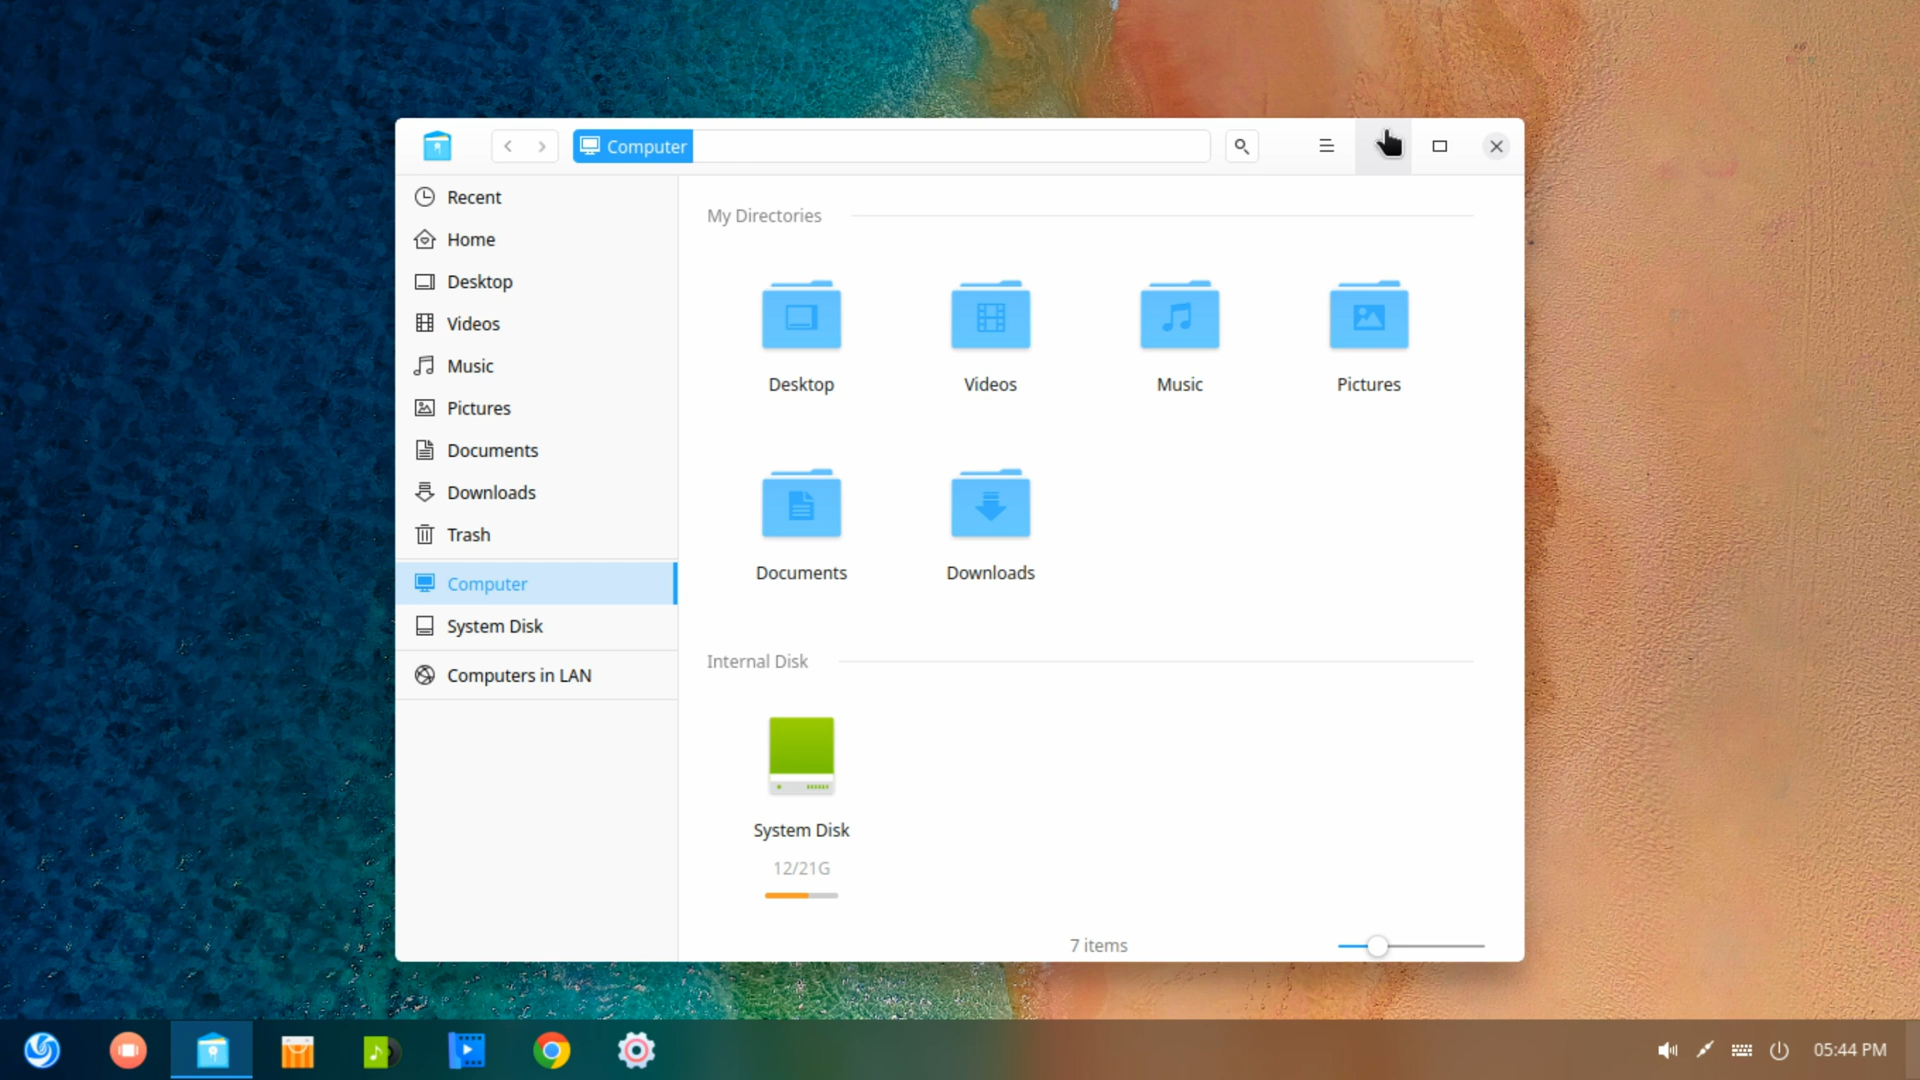 Computer
Recent
Home
Desktop
Videos
Music
Pictures
Documents
Downloads
Trash
Computer
System Disk
Computers in LAN
My Directories
Desktop
Videos
Music
Pictures
Documents
Downloads
Internal Disk
System Disk
12/21G
7 items
05:44 PM